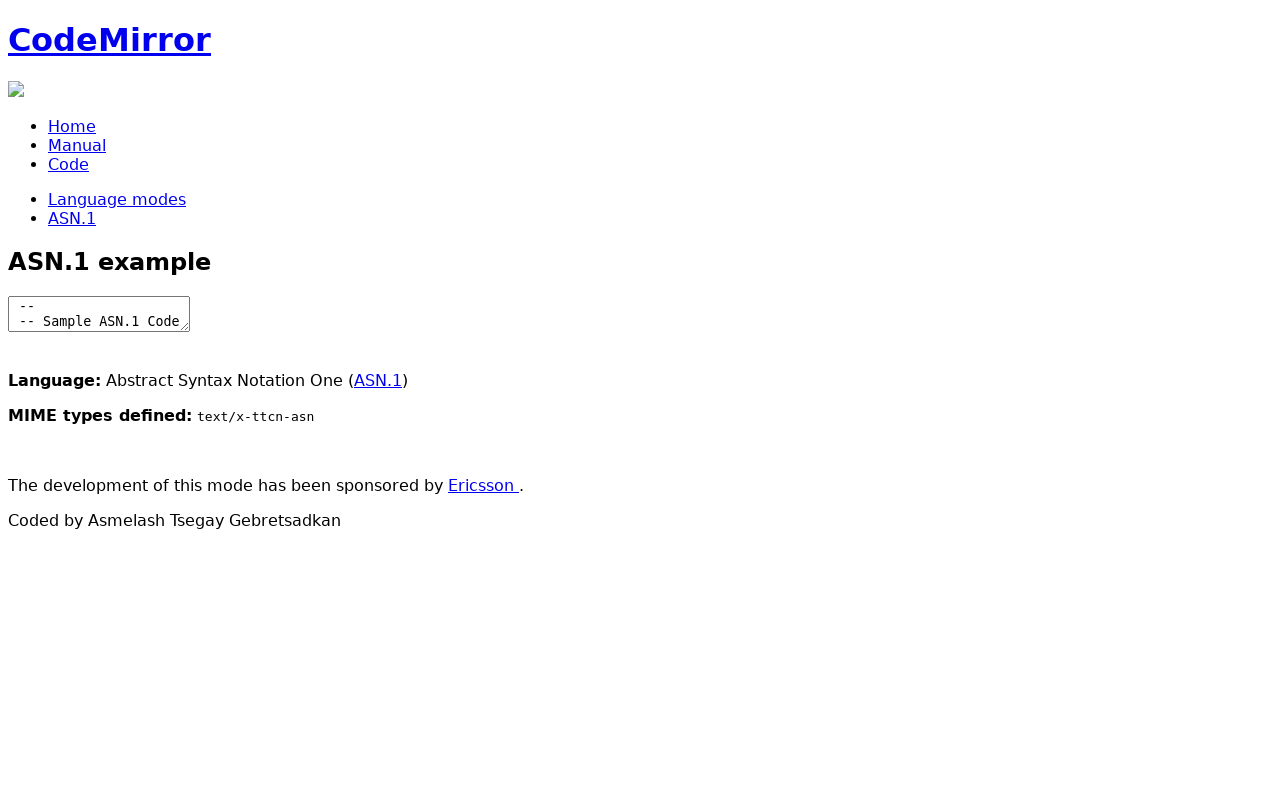 CodeMirror
Home
Manual
Code
Language modes
ASN.1
ASN.1 example
--
-- Sample ASN.1 Code
Language: Abstract Syntax Notation One (ASN.1)
MIME types defined: text/x-ttcn-asn
The development of this mode has been sponsored by Ericsson .
Coded by Asmelash Tsegay Gebretsadkan